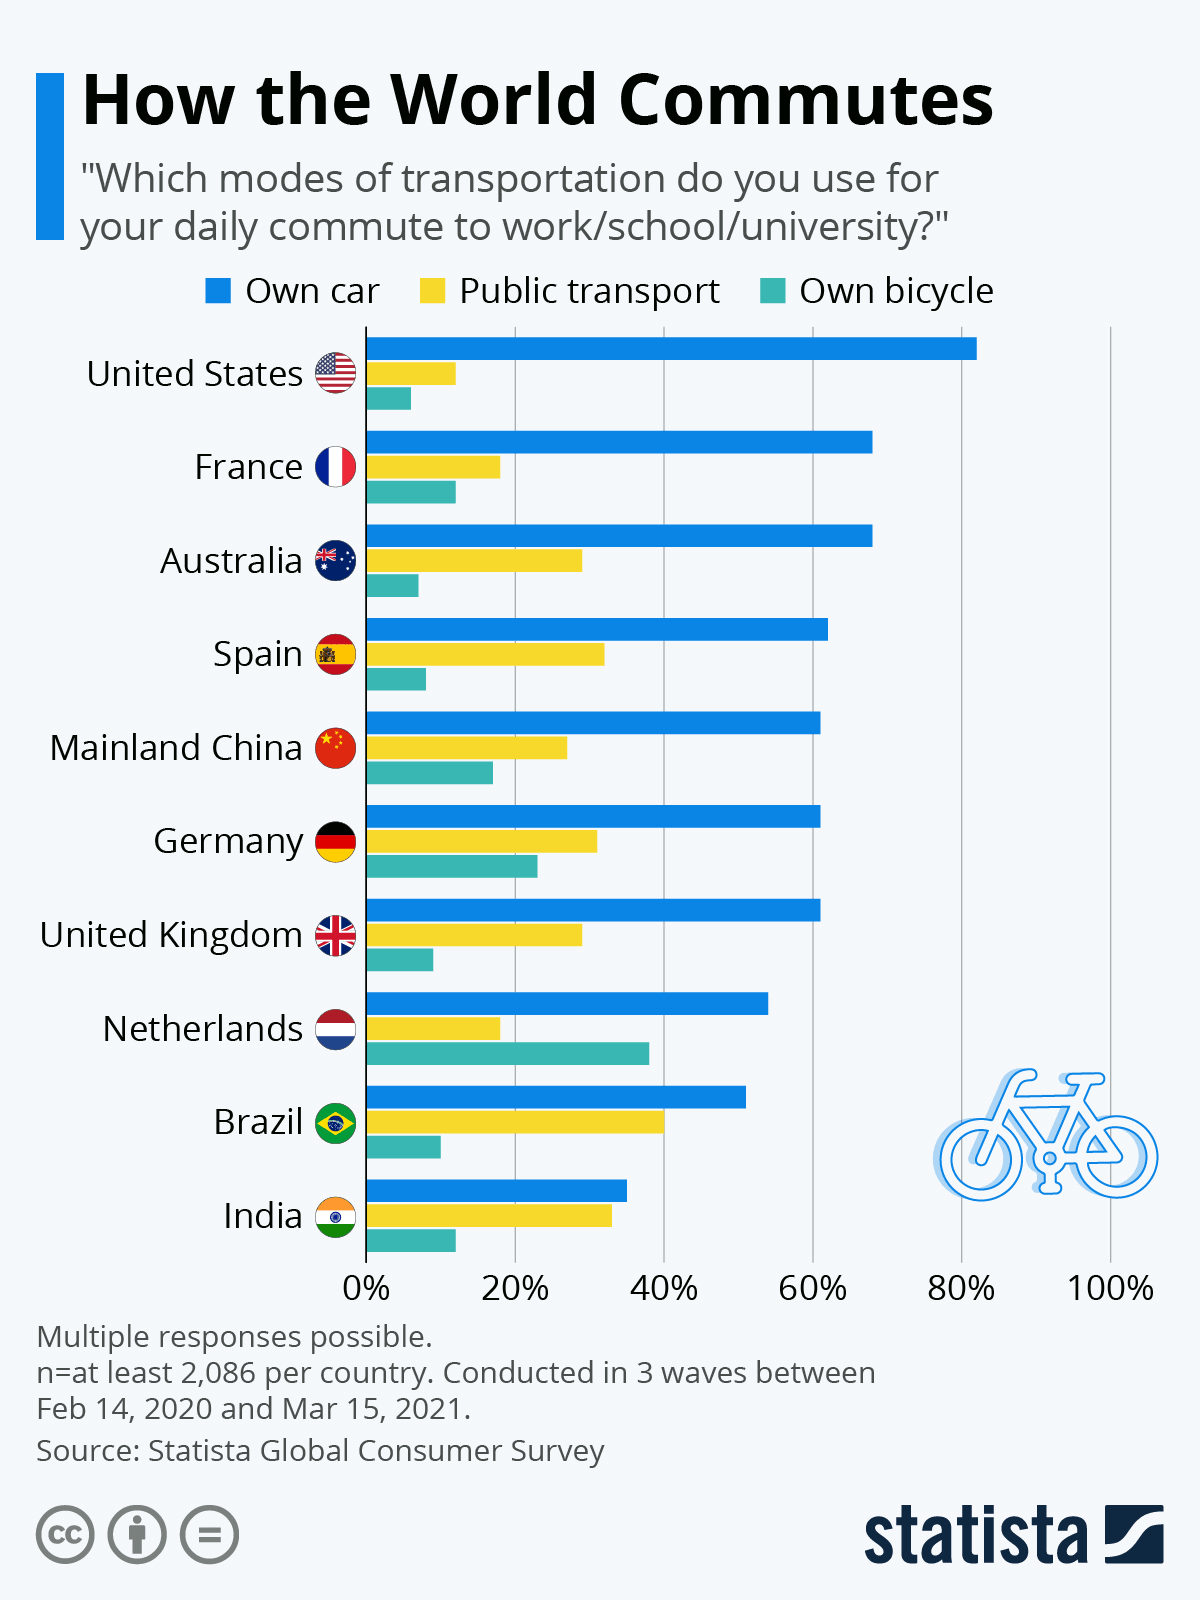 How the World Commutes
"Which modes of transportation do you use for
your daily commute to work/school/university?"
Own car Public transport Own bicycle
United States
France
Australia
Spain
Mainland China
Germany
United Kingdom
Netherlands
Brazil
India
0% 20% 40% 60% 80% 100%
Multiple responses possible.
n=at least 2,086 per country. Conducted in 3 waves between
Feb 14, 2020 and Mar 15, 2021.
Source: Statista Global Consumer Survey
cc
statista